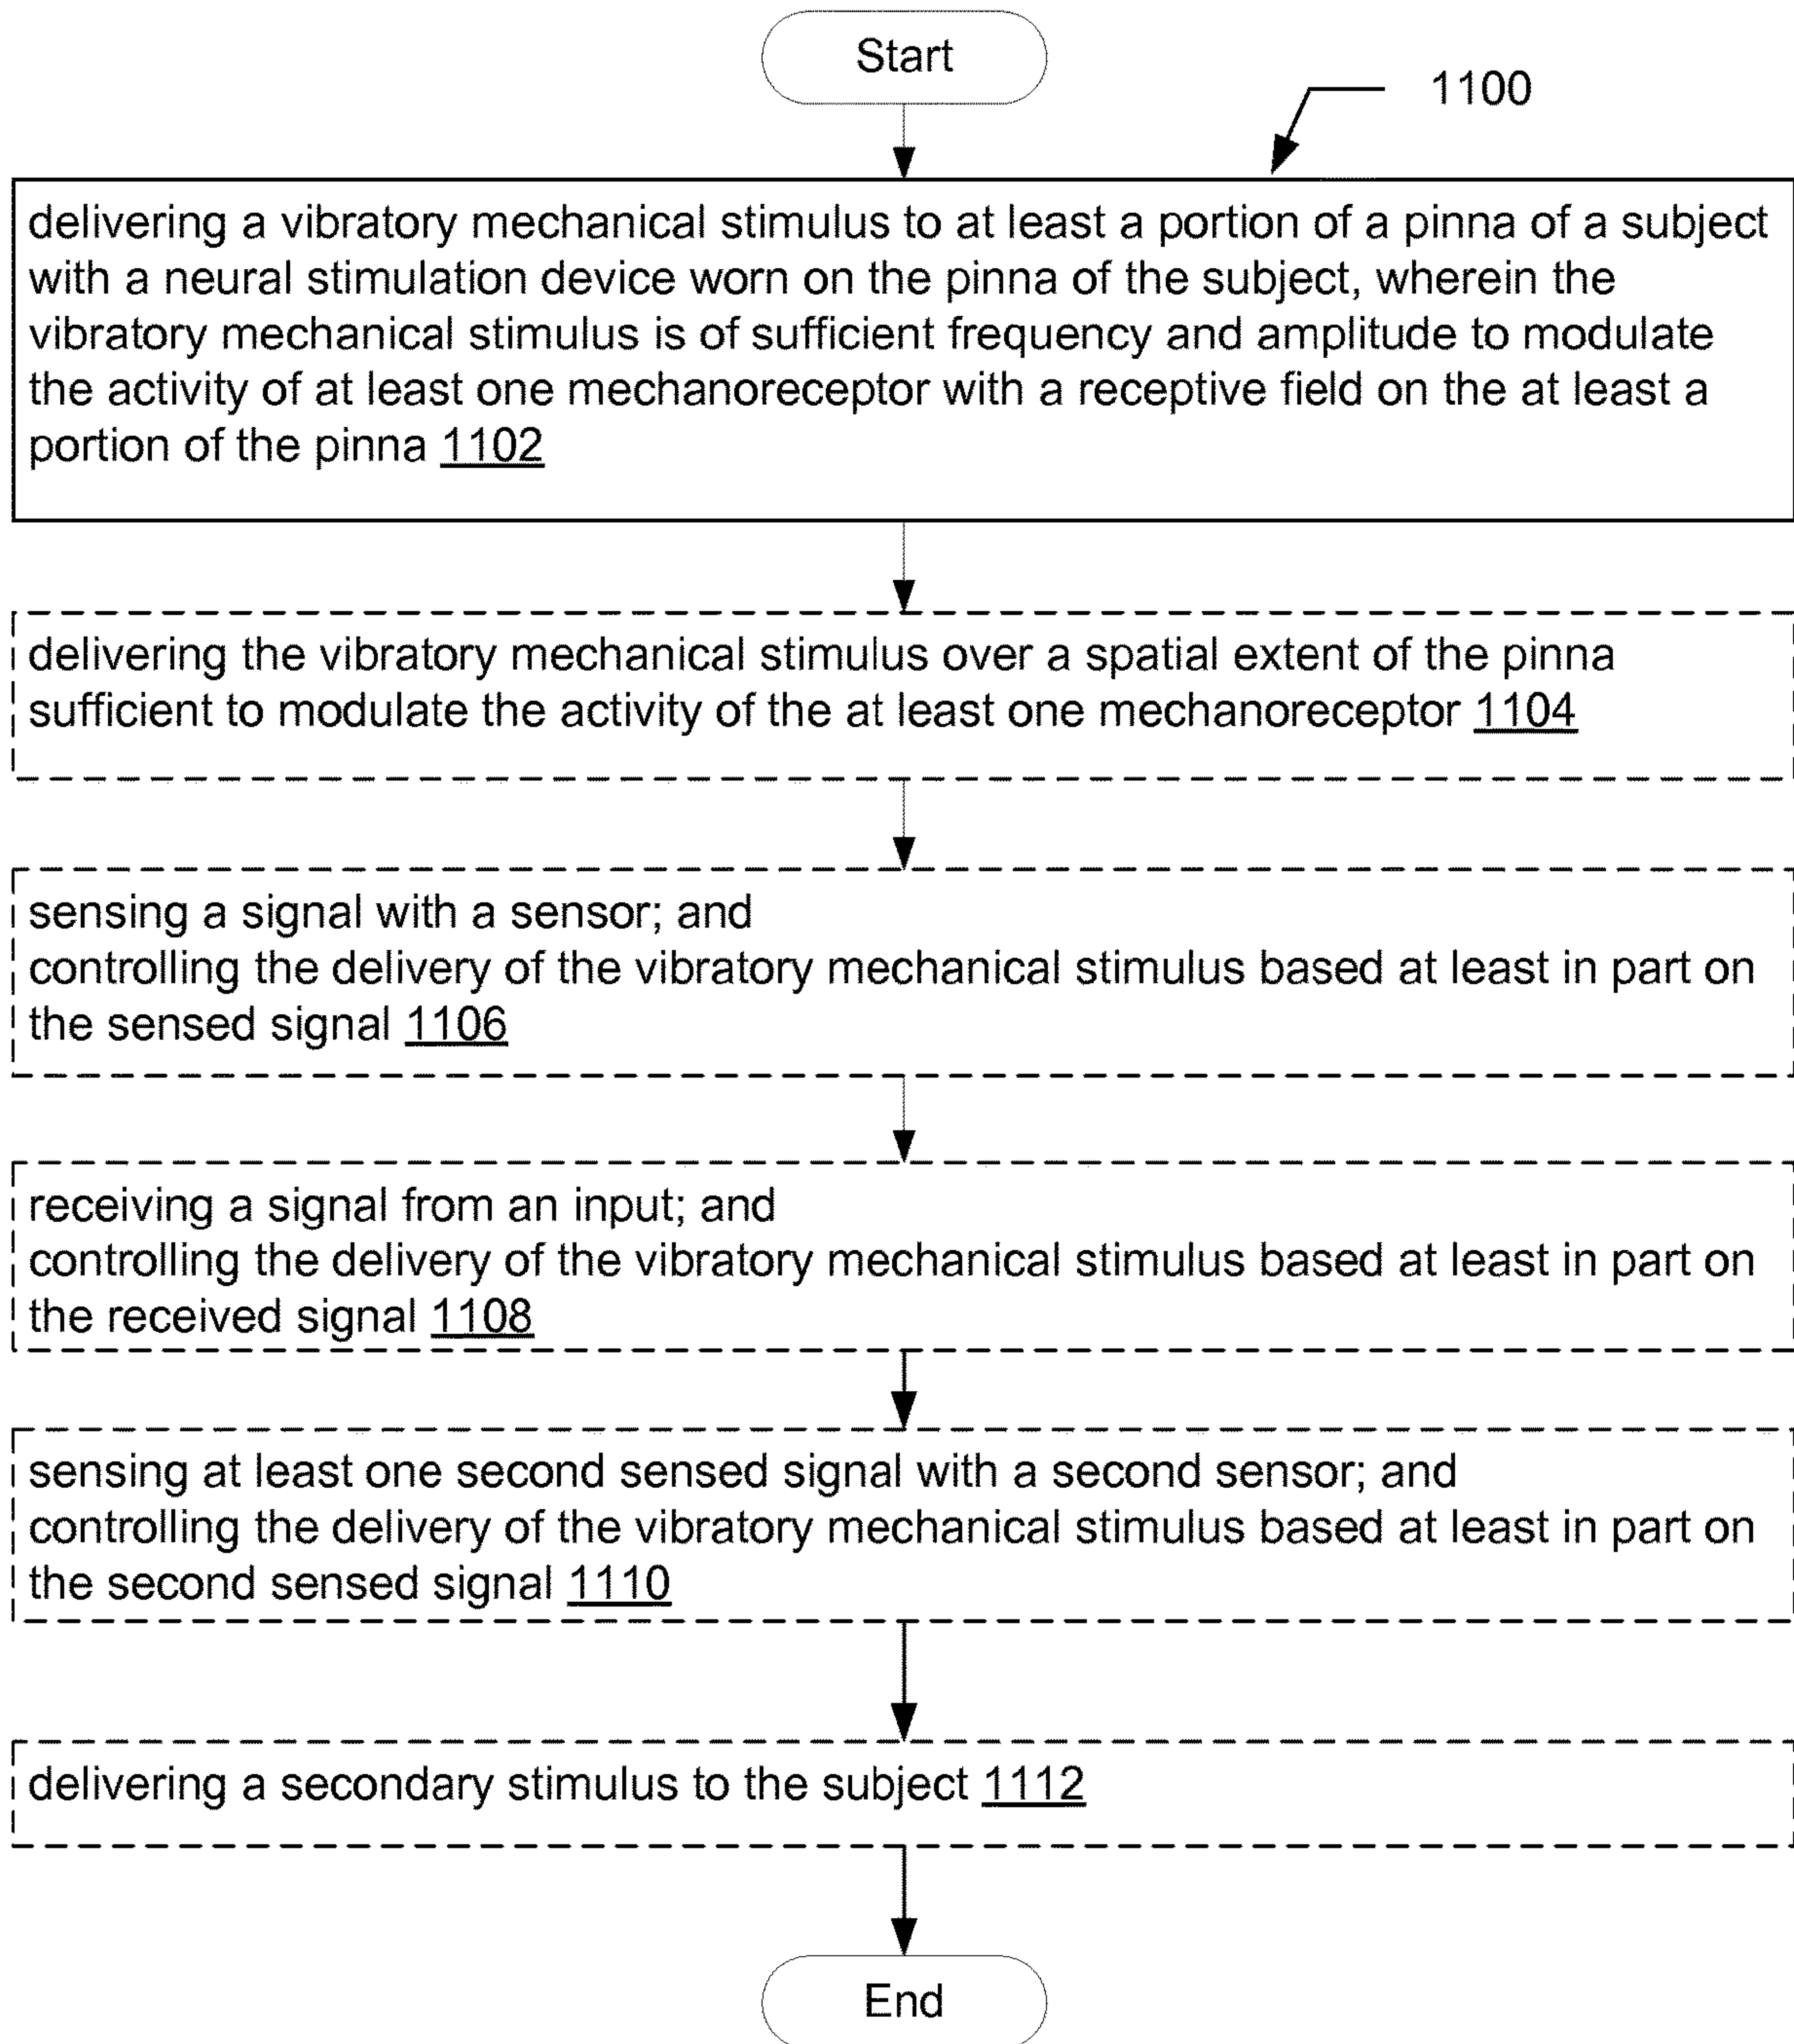 Start
1100
delivering a vibratory mechanical stimulus to at least a portion of a pinna of a subject
with a neural stimulation device worn on the pinna of the subject, wherein the
vibratory mechanical stimulus is of sufficient frequency and amplitude to modulate
the activity of at least one mechanoreceptor with a receptive field on the at least a
portion of the pinna 1102
delivering the vibratory mechanical stimulus over a spatial extent of the pinna
sufficient to modulate the activity of the at least one mechanoreceptor 1104
sensing a signal with a sensor; and
controlling the delivery of the vibratory mechanical stimulus based at least in part on
the sensed signal 1106
receiving a signal from an input; and
controlling the delivery of the vibratory mechanical stimulus based at least in part on
the received signal 1108
sensing at least one second sensed signal with a second sensor; and
controlling the delivery of the vibratory mechanical stimulus based at least in part on
the second sensed signal 1110
delivering a secondary stimulus to the subject 1112
End